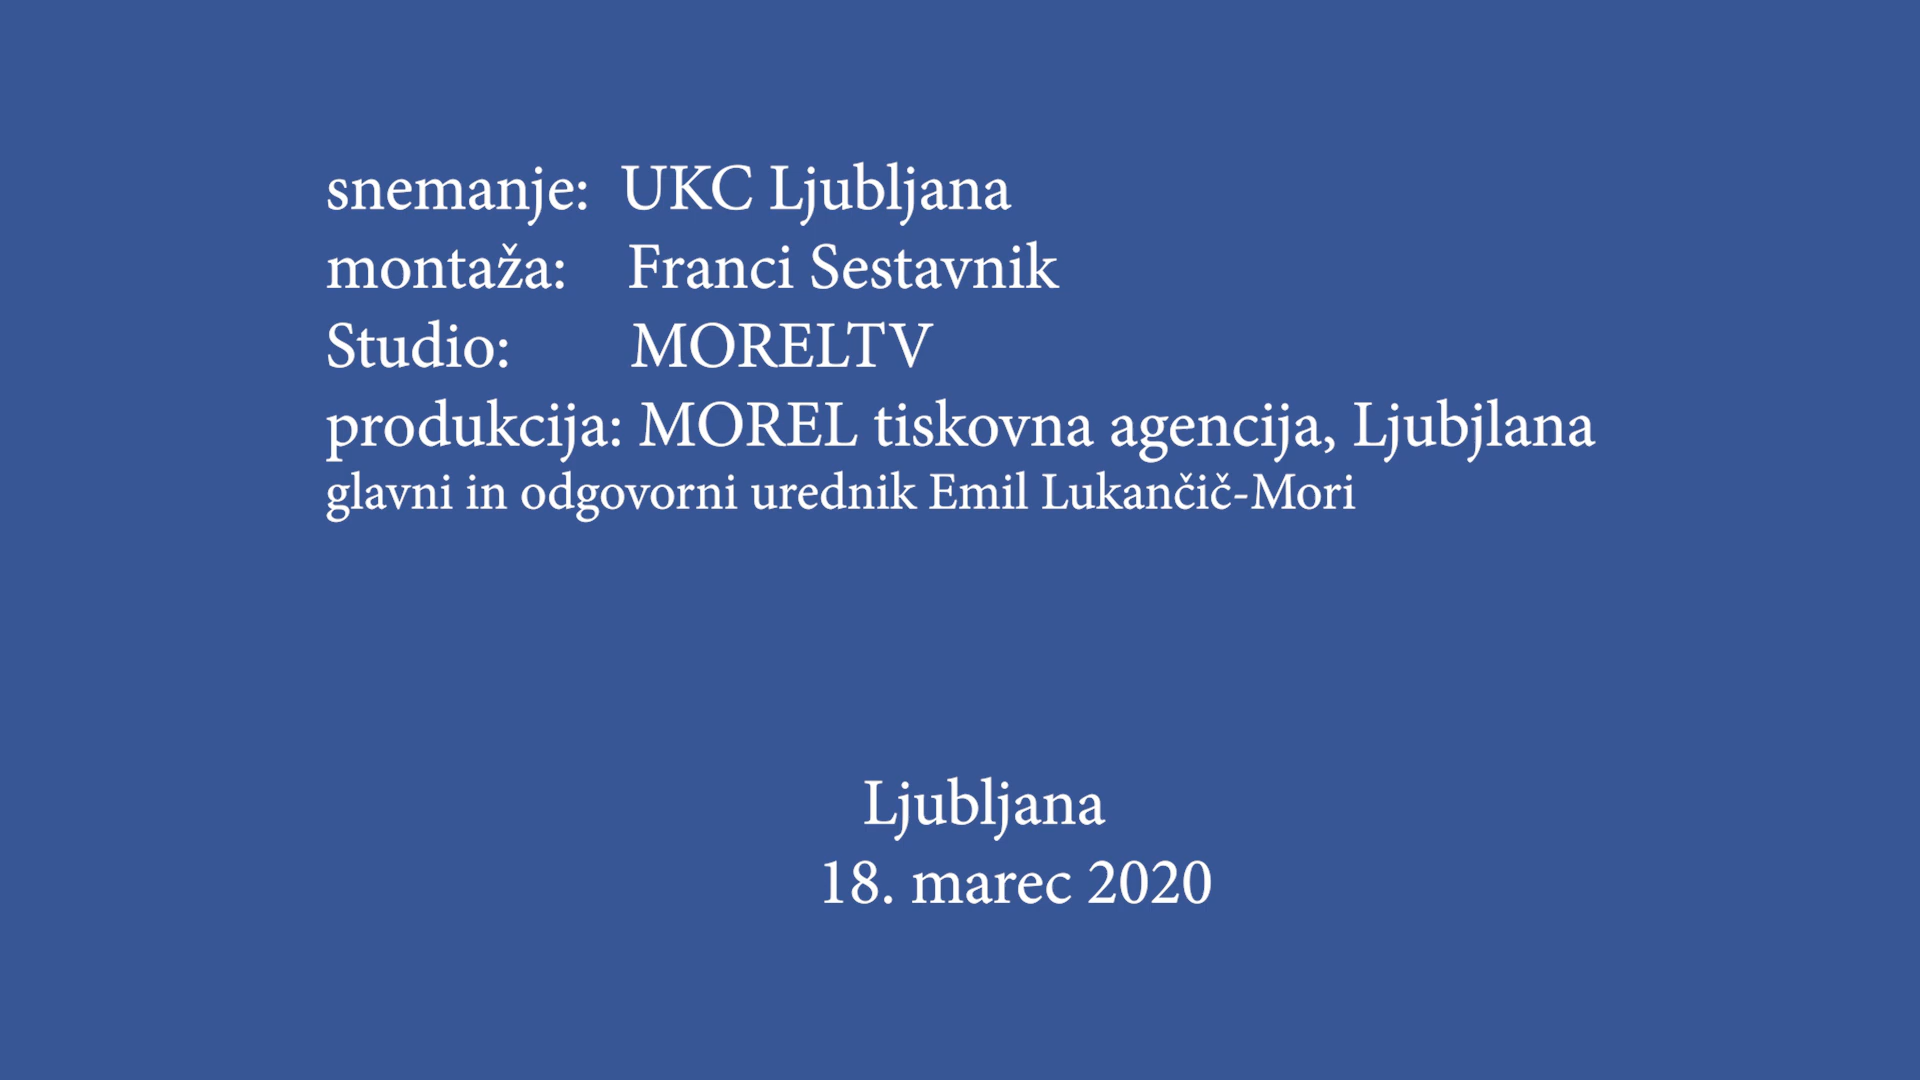 snemanje: UKC Ljubljana
montaža: Franci Sestavnik
Studio: MORELTV
produkcija: MOREL tiskovna agencija, Ljubjlana
glavni in odgovorni urednik Emil Lukančič-Mori
Ljubljana
18. marec 2020